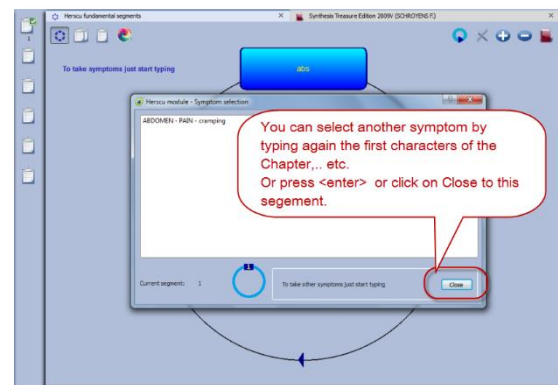 Herscu fundamental segments
Synthesis Treasure Edition 2009V (SCHROYENS F.)
1
To take symptoms just start typing
abs
Herscu module - Symptom selection
ABDOMEN - PAIN - cramping
You can select another symptom by
typing again the first characters of the
Chapter,.. etc.
Or press <enter> or click on Close to this
segement.
Current segment: 1
1
To take other symptoms just start typing
Close